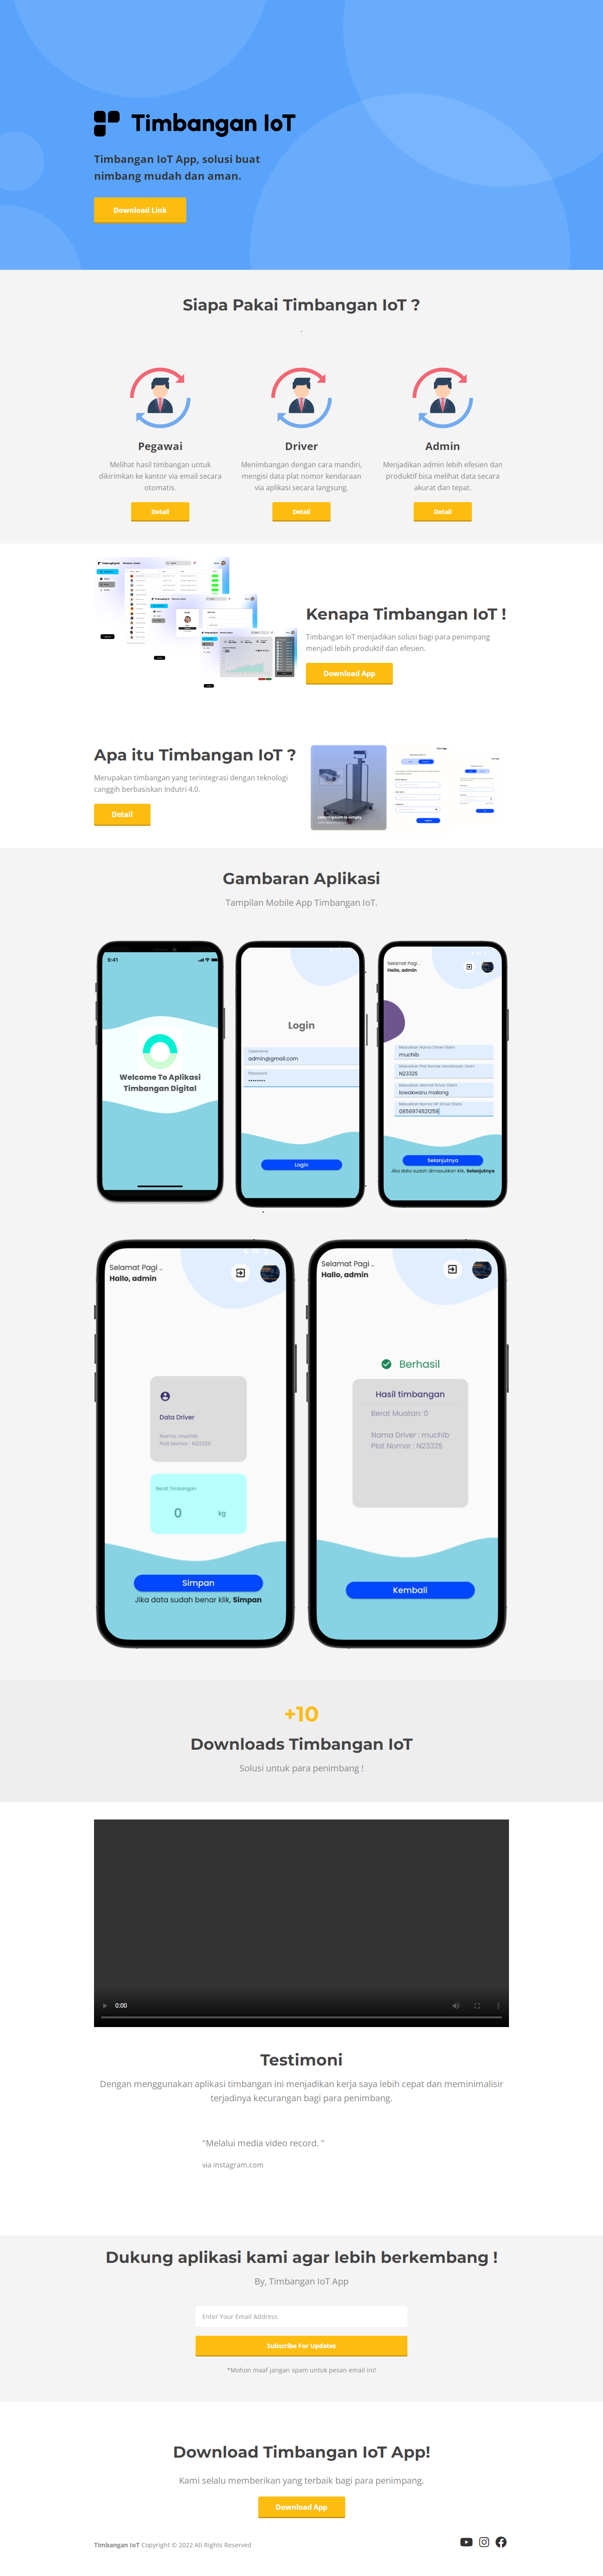 Timbangan IoT
Timbangan IoT App, solusi buat
nimbang mudah dan aman.
Download Link
Siapa Pakai Timbangan IoT ?
.
Pegawai
Melihat hasil timbangan untuk
dikirimkan ke kantor via email secara
otomatis.
Detail
Driver
Menimbangan dengan cara mandiri,
mengisi data plat nomor kendaraan
via aplikasi secara langsung.
Detail
Admin
Menjadikan admin lebih efesien dan
produktif bisa melihat data secara
akurat dan tepat.
Detail
Kenapa Timbangan IoT !
Timbangan IoT menjadikan solusi bagi para penimpang
menjadi lebih produktif dan efesien.
Download App
Apa itu Timbangan IoT ?
Merupakan timbangan yang terintegrasi dengan teknologi
canggih berbasiskan Indutri 4.0.
Detail
Lorem Ipsum is simply
Gambaran Aplikasi
Tampilan Mobile App Timbangan IoT.
9:41
Welcome To Aplikasi
Timbangan Digital
Login
Username
admin@gmail.com
Password
••••••••
Login
Selamat Pagi ..
Hallo, admin
Masukkan Nama Driver Disini
muchib
Masukkan Plat Nomer Kendaraan Disini
N2332S
Masukkan Alamat Driver Disini
lowakwaru malang
Masukkan Nomor HP Driver Disini
0856974521258
Selanjutnya
Jika data sudah dimasukkan klik, Selanjutnya
Selamat Pagi ..
Hallo, admin
Data Driver
Nama: muchib
Plat Nomor : N2332S
Berat Timbangan
0 kg
Simpan
Jika data sudah benar klik, Simpan
Selamat Pagi ..
Hallo, admin
Berhasil
Hasil timbangan
Berat Muatan: 0
Nama Driver : muchib
Plat Nomor : N2332S
Kembali
+10
Downloads Timbangan IoT
Solusi untuk para penimbang !
0:00
Testimoni
Dengan menggunakan aplikasi timbangan ini menjadikan kerja saya lebih cepat dan meminimalisir
terjadinya kecurangan bagi para penimbang.
"Melalui media video record. "
via instagram.com
Dukung aplikasi kami agar lebih berkembang !
By, Timbangan IoT App
Enter Your Email Address
Subscribe For Updates
*Mohon maaf jangan spam untuk pesan email ini!
Download Timbangan IoT App!
Kami selalu memberikan yang terbaik bagi para penimpang.
Download App
Timbangan IoT Copyright © 2022 All Rights Reserved